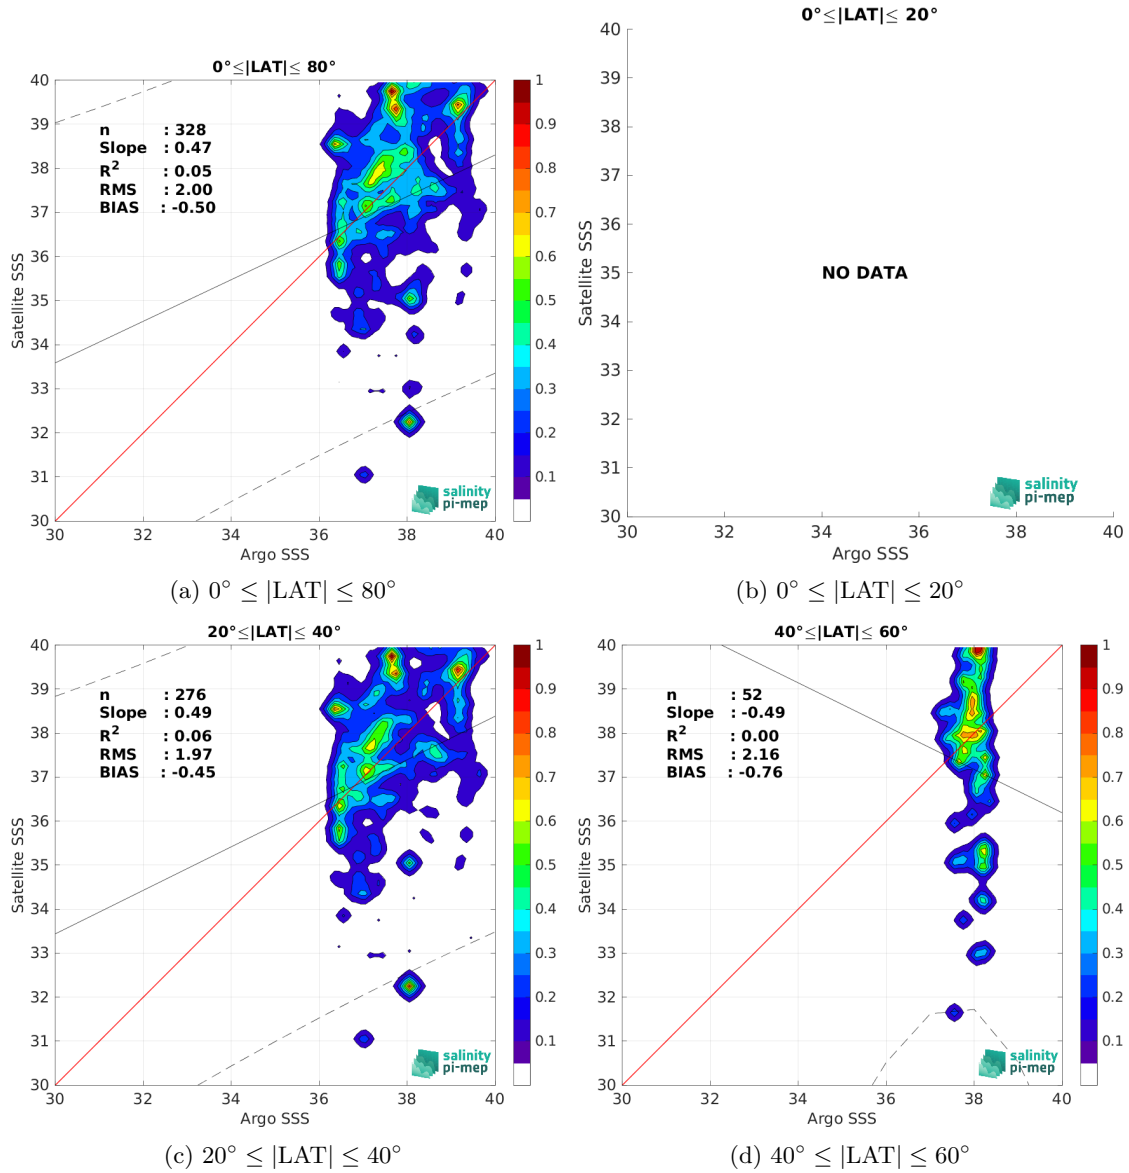 0°≤|LAT|≤ 80°
40
39
38
37
36
35
34
33
32
31
30
Satellite SSS
n : 328
Slope : 0.47
R² : 0.05
RMS : 2.00
BIAS : -0.50
salinity
pi-mep
30 32 34 36 38 40
Argo SSS
1
0.9
0.8
0.7
0.6
0.5
0.4
0.3
0.2
0.1
(a) 0° ≤ |LAT| ≤ 80°
0°≤|LAT|≤ 20°
40
39
38
37
36
35
34
33
32
31
30
Satellite SSS
NO DATA
salinity
pi-mep
30 32 34 36 38 40
Argo SSS
(b) 0° ≤ |LAT| ≤ 20°
20°≤|LAT|≤ 40°
40
39
38
37
36
35
34
33
32
31
30
Satellite SSS
n : 276
Slope : 0.49
R² : 0.06
RMS : 1.97
BIAS : -0.45
salinity
pi-mep
30 32 34 36 38 40
Argo SSS
1
0.9
0.8
0.7
0.6
0.5
0.4
0.3
0.2
0.1
(c) 20° ≤ |LAT| ≤ 40°
40°≤|LAT|≤ 60°
40
39
38
37
36
35
34
33
32
31
30
Satellite SSS
n : 52
Slope : -0.49
R² : 0.00
RMS : 2.16
BIAS : -0.76
salinity
pi-mep
30 32 34 36 38 40
Argo SSS
1
0.9
0.8
0.7
0.6
0.5
0.4
0.3
0.2
0.1
(d) 40° ≤ |LAT| ≤ 60°